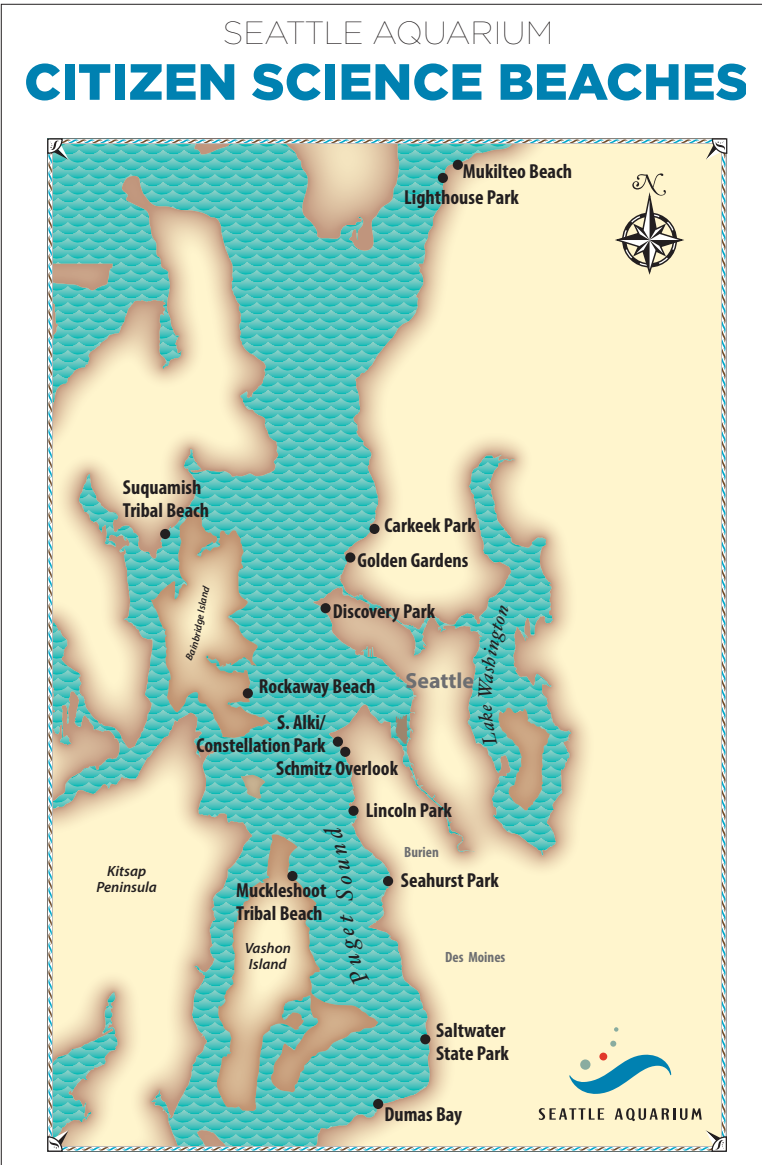 SEATTLE AQUARIUM
CITIZEN SCIENCE BEACHES
Mukilteo Beach
Lighthouse Park
N
Suquamish
Tribal Beach
Carkeek Park
Golden Gardens
Discovery Park
Bainbridge Island
Lake Washington
Seattle
Rockaway Beach
S. Alki/
Constellation Park
Schmitz Overlook
Lincoln Park
Puget Sound
Burien
Kitsap
Peninsula
Muckleshoot
Tribal Beach
Seahurst Park
Vashon
Island
Des Moines
Saltwater
State Park
Dumas Bay
SEATTLE AQUARIUM